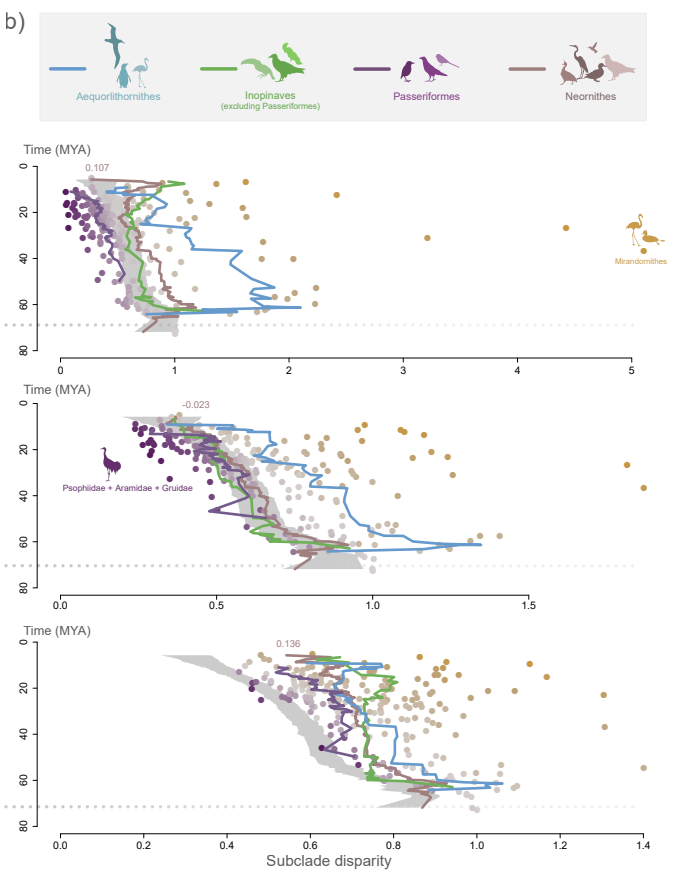 b)
Aequorlithornithes
Inopinaves
(excluding Passeriformes)
Passeriformes
Neornithes
Time (MYA)
0.107
0
20
40
60
80
Mirandornithes
0 1 2 3 4 5
Time (MYA)
-0.023
0
20
40
60
80
Psophiidae + Aramidae + Gruidae
0.0 0.5 1.0 1.5
Time (MYA)
0.136
0
20
40
60
80
0.0 0.2 0.4 0.6 0.8 1.0 1.2 1.4
Subclade disparity